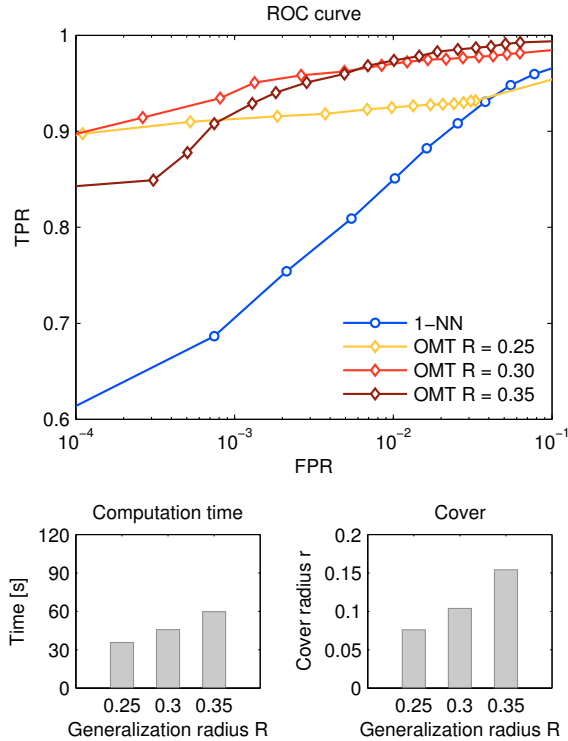 ROC curve
1
0.9
0.8
0.7
0.6
TPR
10⁻⁴
10⁻³
10⁻²
10⁻¹
FPR
1−NN
OMT R = 0.25
OMT R = 0.30
OMT R = 0.35
Computation time
120
90
60
30
0
Time [s]
0.25 0.3 0.35
Generalization radius R
Cover
0.2
0.15
0.1
0.05
0
Cover radius r
0.25 0.3 0.35
Generalization radius R